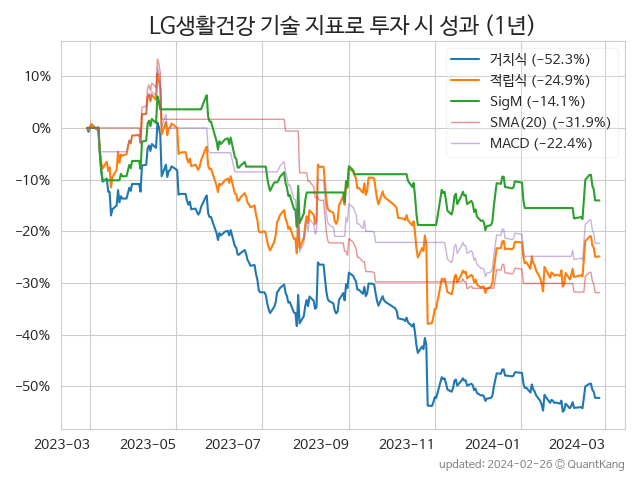 LG생활건강 기술 지표로 투자 시 성과 (1년)
거치식 (−52.3%)
적립식 (−24.9%)
SigM (−14.1%)
SMA(20) (−31.9%)
MACD (−22.4%)
10%
0%
−10%
−20%
−30%
−40%
−50%
2023−03 2023−05 2023−07 2023−09 2023−11 2024−01 2024−03
updated: 2024-02-26 © QuantKang